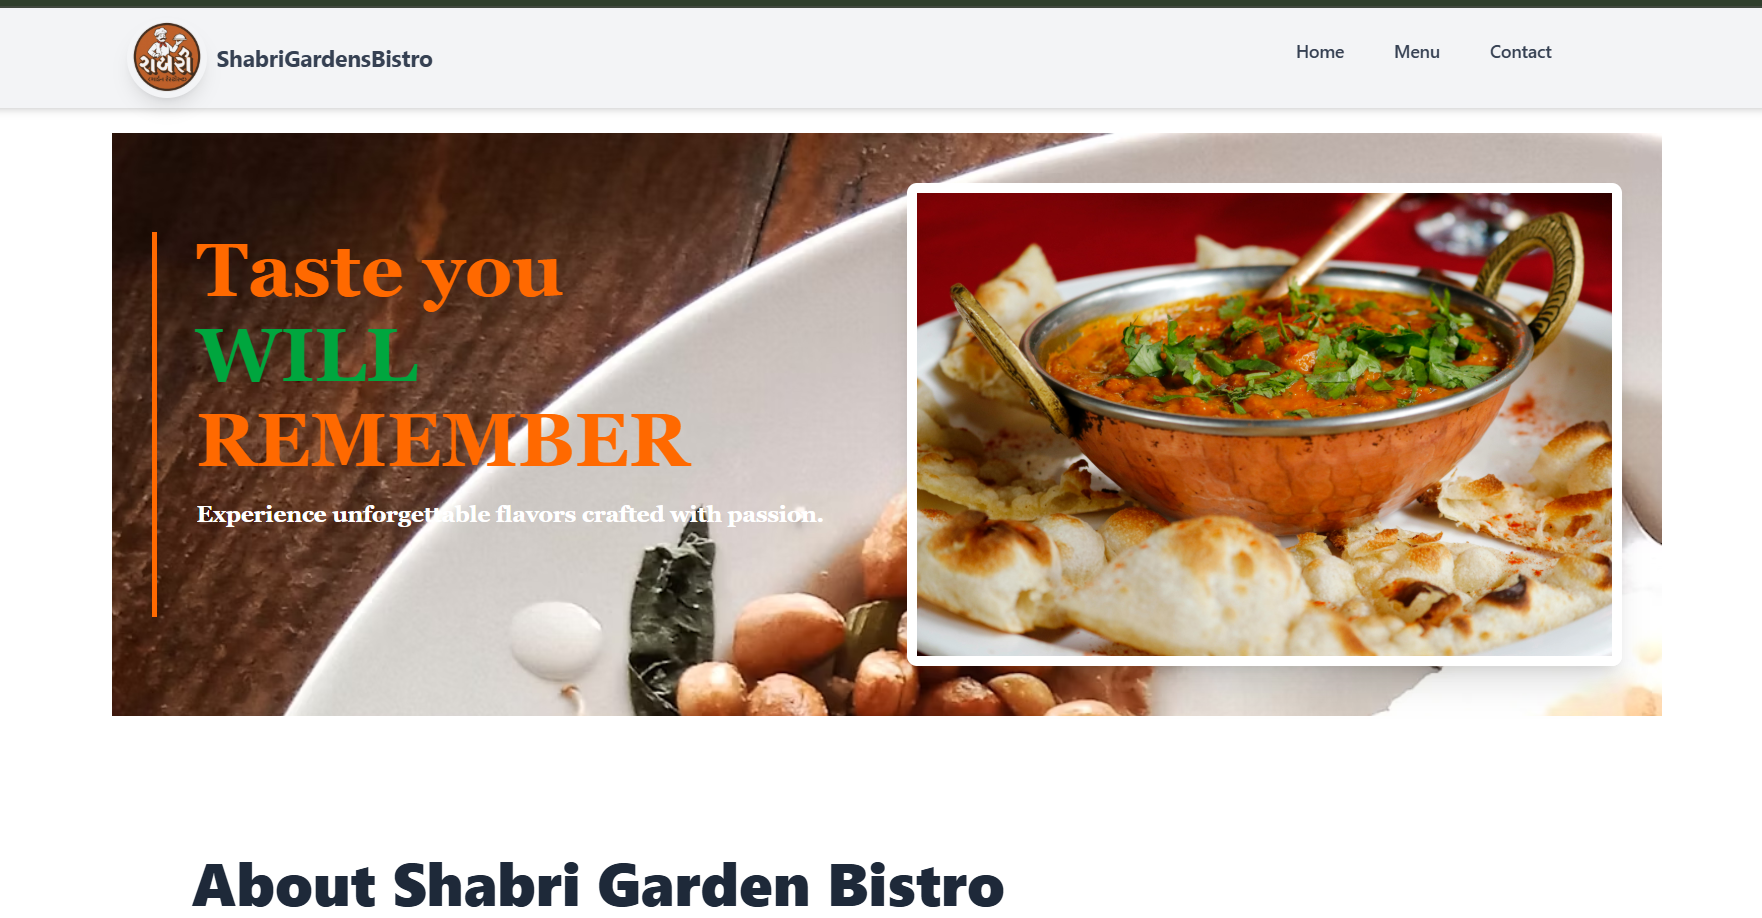 શબરી
ShabriGardensBistro
Home
Menu
Contact
Taste you
WILL
REMEMBER
Experience unforgettable flavors crafted with passion.
About Shabri Garden Bistro